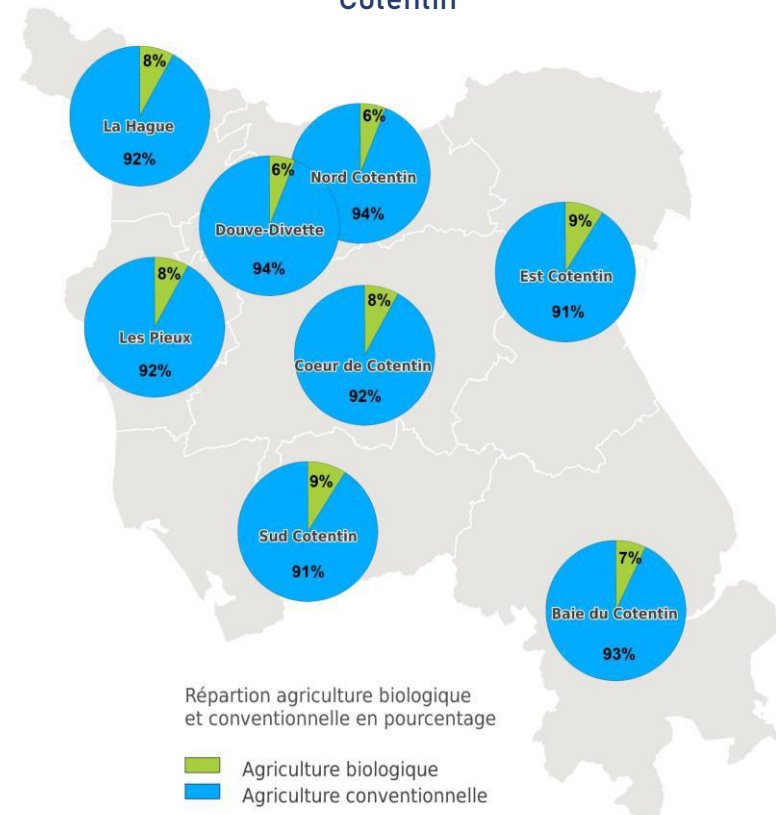 Cotentin
8%
La Hague
92%
6%
Nord Cotentin
94%
6%
Douve-Divette
94%
9%
Est Cotentin
91%
8%
Les Pieux
92%
8%
Coeur de Cotentin
92%
9%
Sud Cotentin
91%
7%
Baie du Cotentin
93%
Répartion agriculture biologique
et conventionnelle en pourcentage
Agriculture biologique
Agriculture conventionnelle